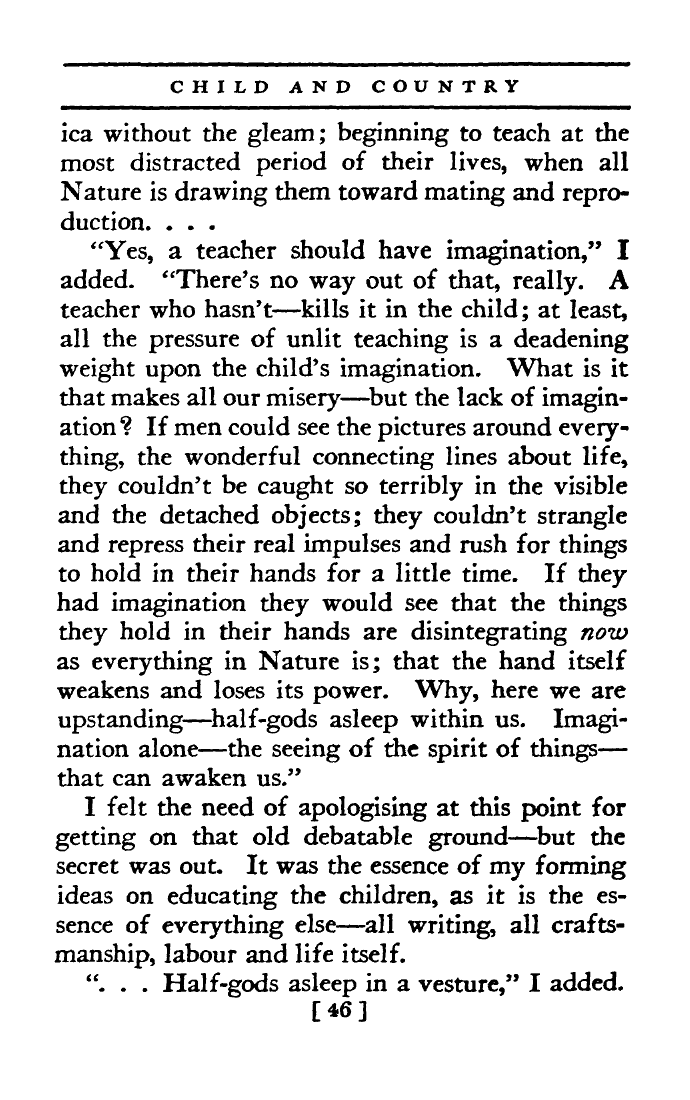 CHILD AND COUNTRY
ica without the gleam; beginning to teach at the
most distracted period of their lives, when all
Nature is drawing them toward mating and repro-
duction. . . .
“Yes, a teacher should have imagination,” I
added. “There’s no way out of that, really. A
teacher who hasn’t—kills it in the child; at least,
all the pressure of unlit teaching is a deadening
weight upon the child’s imagination. What is it
that makes all our misery—but the lack of imagin-
ation? If men could see the pictures around every-
thing, the wonderful connecting lines about life,
they couldn’t be caught so terribly in the visible
and the detached objects; they couldn’t strangle
and repress their real impulses and rush for things
to hold in their hands for a little time. If they
had imagination they would see that the things
they hold in their hands are disintegrating now
as everything in Nature is; that the hand itself
weakens and loses its power. Why, here we are
upstanding—half-gods asleep within us. Imagi-
nation alone—the seeing of the spirit of things—
that can awaken us.”
I felt the need of apologising at this point for
getting on that old debatable ground—but the
secret was out. It was the essence of my forming
ideas on educating the children, as it is the es-
sence of everything else—all writing, all crafts-
manship, labour and life itself.
“. . . Half-gods asleep in a vesture,” I added.
[ 46 ]